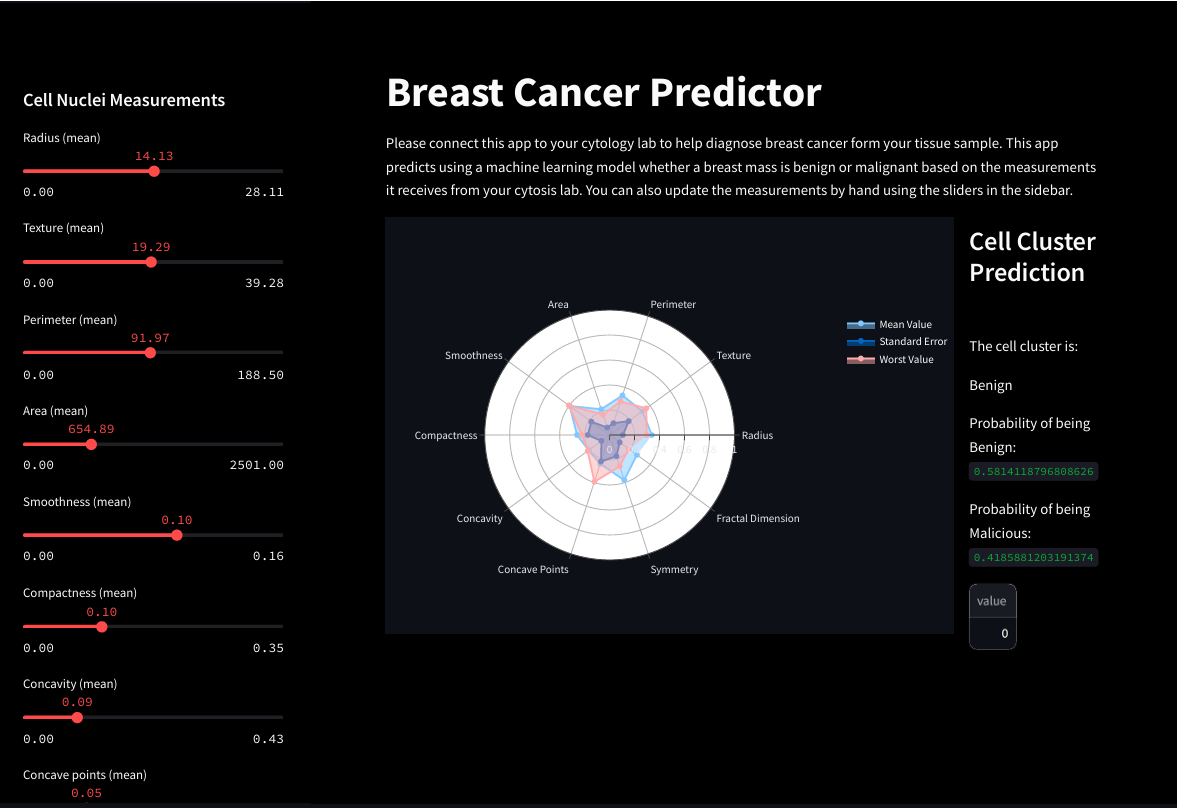 Cell Nuclei Measurements
Radius (mean)
14.13
0.00 28.11
Texture (mean)
19.29
0.00 39.28
Perimeter (mean)
91.97
0.00 188.50
Area (mean)
654.89
0.00 2501.00
Smoothness (mean)
0.10
0.00 0.16
Compactness (mean)
0.10
0.00 0.35
Concavity (mean)
0.09
0.00 0.43
Concave points (mean)
0.05
Breast Cancer Predictor
Please connect this app to your cytology lab to help diagnose breast cancer form your tissue sample. This app
predicts using a machine learning model whether a breast mass is benign or malignant based on the measurements
it receives from your cytosis lab. You can also update the measurements by hand using the sliders in the sidebar.
Area Perimeter
Smoothness Texture
Compactness Radius
0 0.4 0.6 0.8 1
Concavity Fractal Dimension
Concave Points Symmetry
Mean Value
Standard Error
Worst Value
Cell Cluster
Prediction
The cell cluster is:
Benign
Probability of being
Benign:
0.5814118796808626
Probability of being
Malicious:
0.4185881203191374
value
0